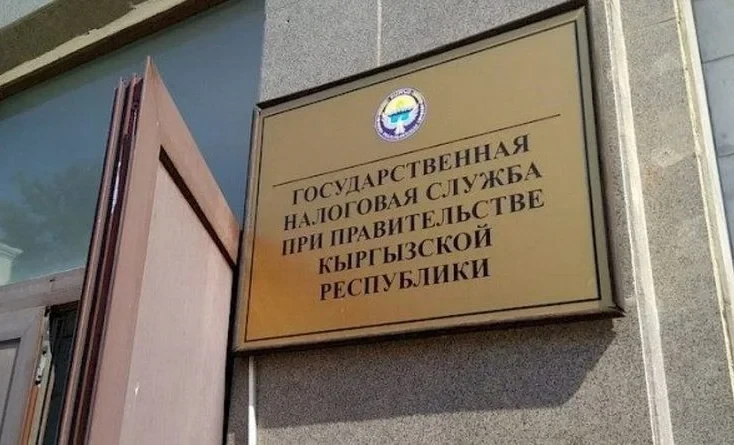 ГОСУДАРСТВЕННАЯ
НАЛОГОВАЯ СЛУЖБА
ПРИ ПРАВИТЕЛЬСТВЕ
КЫРГЫЗСКОЙ
РЕСПУБЛИКИ